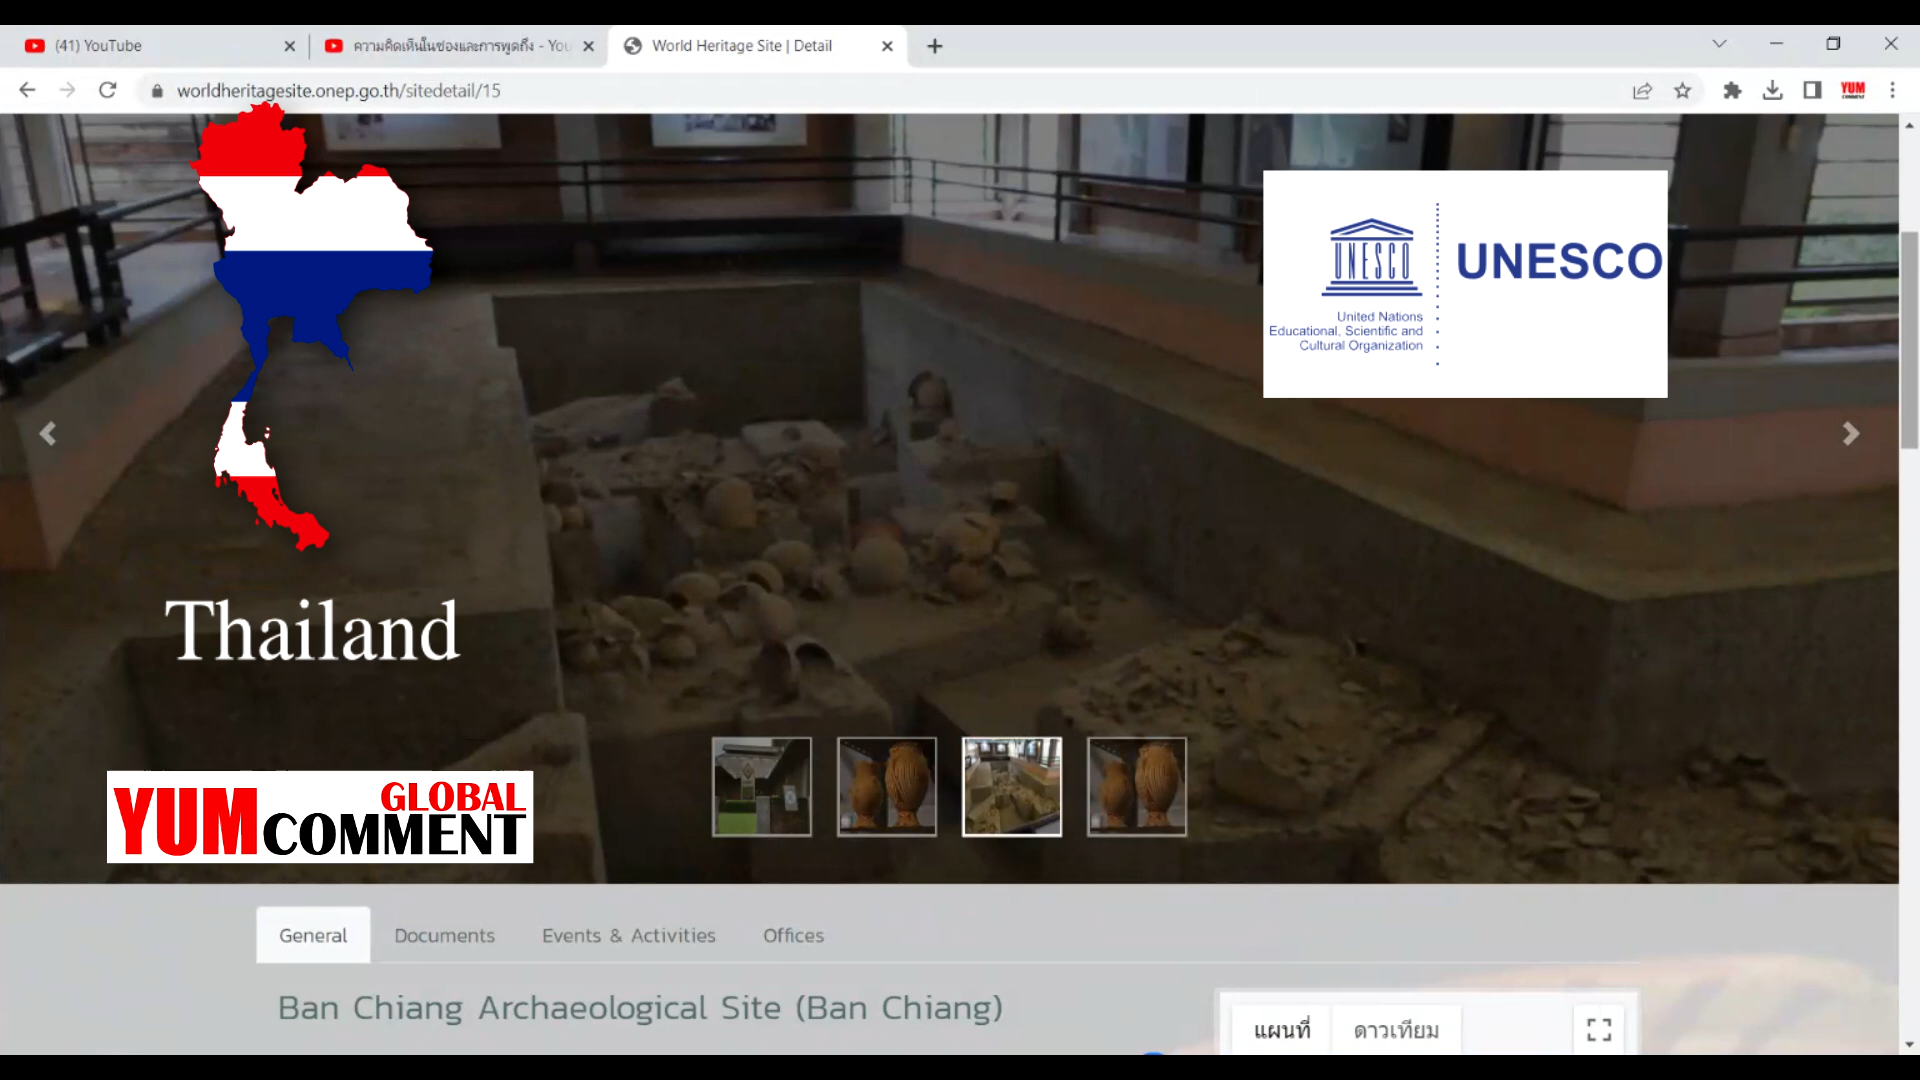 (41) YouTube
ความคิดเห็นในช่องและการพูดถึง - You
World Heritage Site | Detail
worldheritagesite.onep.go.th/sitedetail/15
YUM
COMMENT
UNESCO
UNESCO
United Nations
Educational, Scientific and
Cultural Organization
Thailand
YUM GLOBAL
COMMENT
General Documents Events & Activities Offices
Ban Chiang Archaeological Site (Ban Chiang)
แผนที่ ดาวเทียม